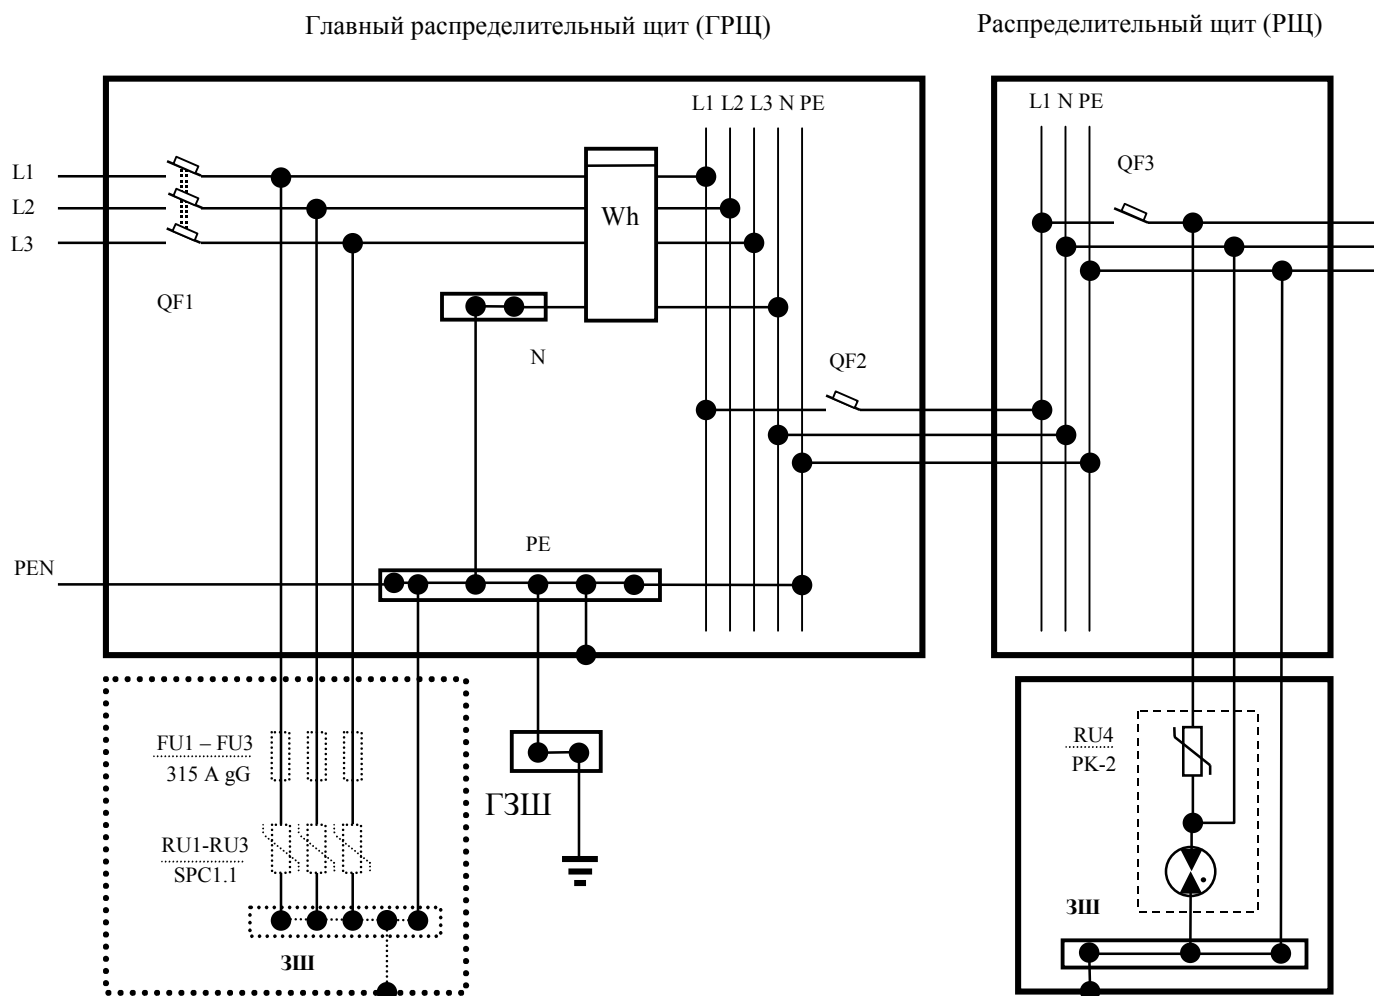 Главный распределительный щит (ГРЩ)
Распределительный щит (РЩ)
L1 L2 L3 N PE
L1 N PE
L1
L2
L3
QF1
Wh
N
QF2
QF3
PE
PEN
FU1 – FU3
315 A gG
RU1-RU3
SPC1.1
ЗШ
ГЗШ
RU4
РК-2
ЗШ